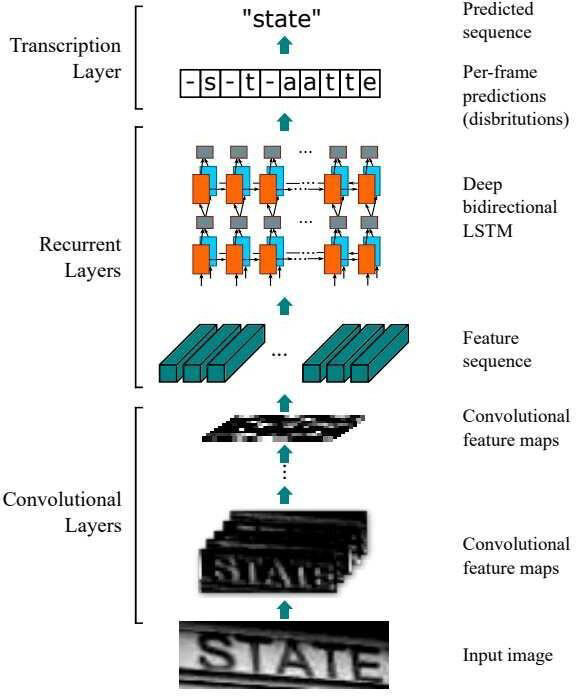 "state"
Predicted
sequence
Transcription
Layer
- s - t - a a t t e
Per-frame
predictions
(disbritutions)
Recurrent
Layers
Deep
bidirectional
LSTM
Feature
sequence
Convolutional
feature maps
Convolutional
Layers
STATE
Convolutional
feature maps
STATE
Input image